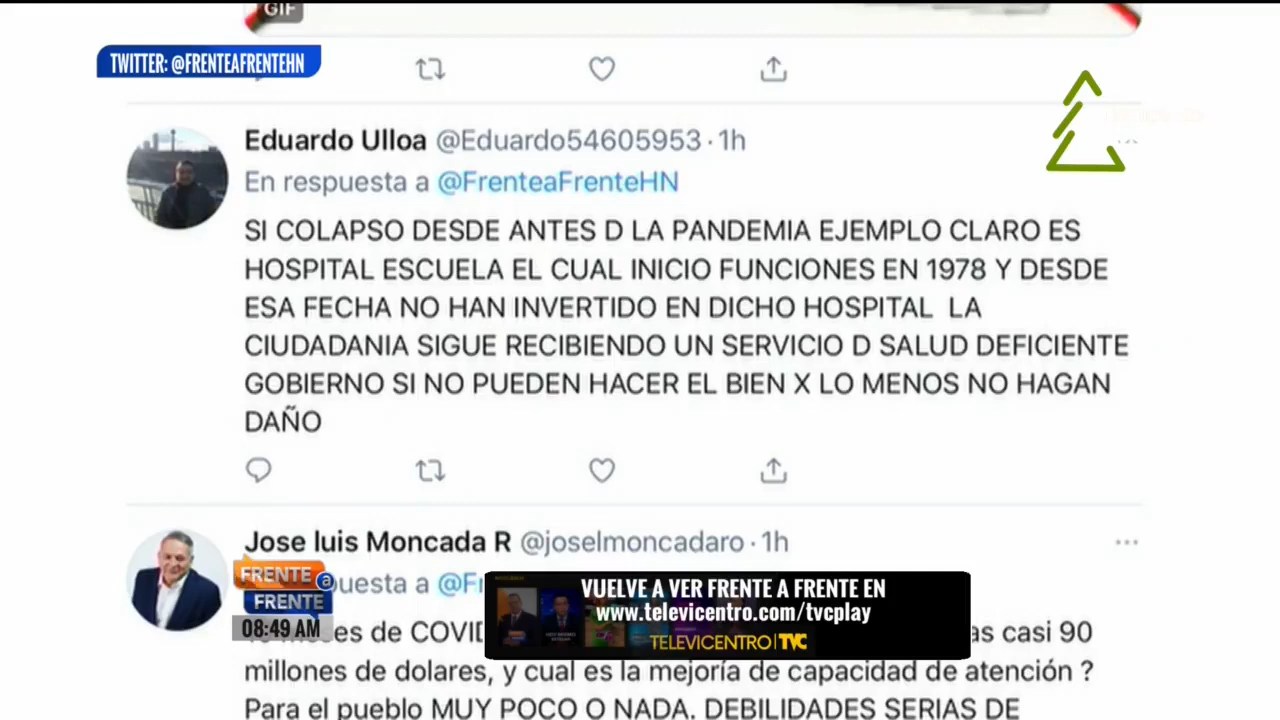 GIF
TWITTER: @FRENTEAFRENTEHN
Eduardo Ulloa @Eduardo54605953 · 1h
En respuesta a @FrenteaFrenteHN
SI COLAPSO DESDE ANTES D LA PANDEMIA EJEMPLO CLARO ES
HOSPITAL ESCUELA EL CUAL INICIO FUNCIONES EN 1978 Y DESDE
ESA FECHA NO HAN INVERTIDO EN DICHO HOSPITAL LA
CIUDADANIA SIGUE RECIBIENDO UN SERVICIO D SALUD DEFICIENTE
GOBIERNO SI NO PUEDEN HACER EL BIEN X LO MENOS NO HAGAN
DAÑO
Jose luis Moncada R @joselmoncadaro · 1h
puesta a @Fr
FRENTE a
FRENTE
08:49 AM
VUELVE A VER FRENTE A FRENTE EN
www.televicentro.com/tvcplay
TELEVICENTRO | TVC
de COVI
casi 90
millones de dolares, y cual es la mejoría de capacidad de atención ?
Para el pueblo MUY POCO O NADA. DEBILIDADES SERIAS DE